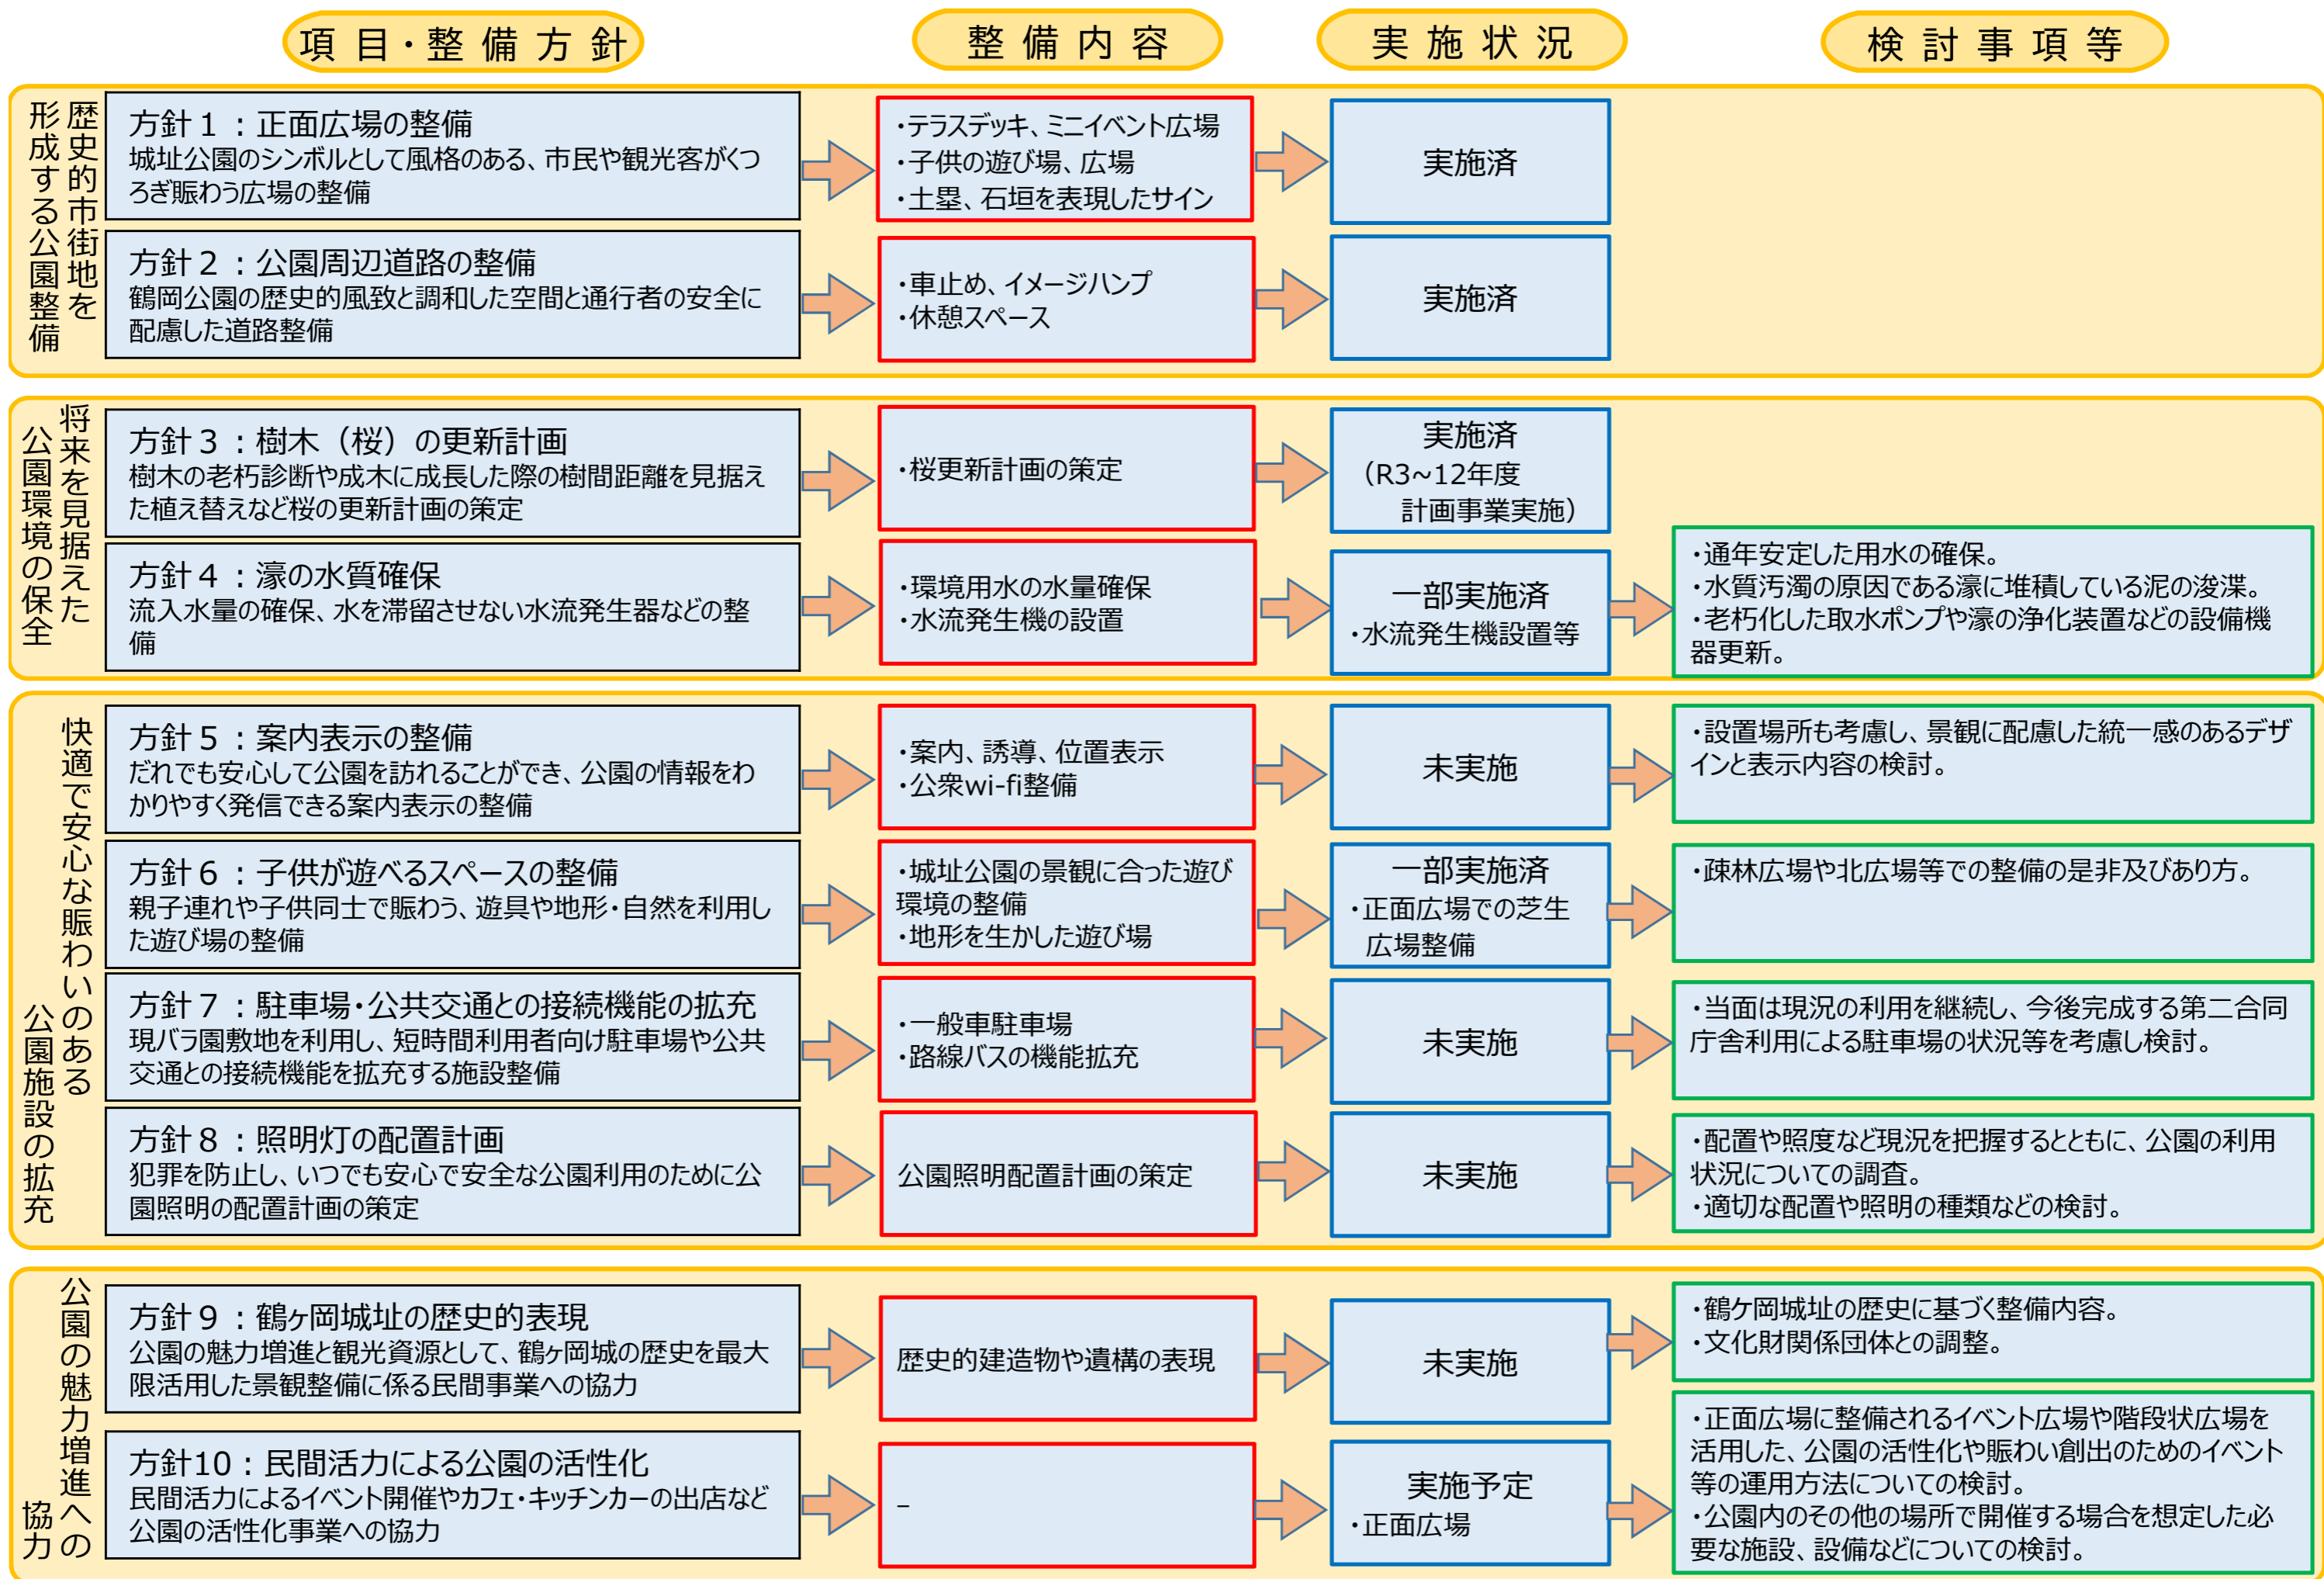 項目・整備方針
整備内容
実施状況
検討事項等
歴史的市街地を
形成する公園整備
方針１：正面広場の整備
城址公園のシンボルとして風格のある、市民や観光客がくつ
ろぎ賑わう広場の整備
・テラスデッキ、ミニイベント広場
・子供の遊び場、広場
・土塁、石垣を表現したサイン
実施済
方針２：公園周辺道路の整備
鶴岡公園の歴史的風致と調和した空間と通行者の安全に
配慮した道路整備
・車止め、イメージハンプ
・休憩スペース
実施済
将来を見据えた
公園環境の保全
方針３：樹木（桜）の更新計画
樹木の老朽診断や成木に成長した際の樹間距離を見据え
た植え替えなど桜の更新計画の策定
・桜更新計画の策定
実施済
（R3~12年度
計画事業実施）
方針４：濠の水質確保
流入水量の確保、水を滞留させない水流発生器などの整
備
・環境用水の水量確保
・水流発生機の設置
一部実施済
・水流発生機設置等
・通年安定した用水の確保。
・水質汚濁の原因である濠に堆積している泥の浚渫。
・老朽化した取水ポンプや濠の浄化装置などの設備機
器更新。
快適で安心な賑わいのある
公園施設の拡充
方針５：案内表示の整備
だれでも安心して公園を訪れることができ、公園の情報をわ
かりやすく発信できる案内表示の整備
・案内、誘導、位置表示
・公衆wi-fi整備
未実施
・設置場所も考慮し、景観に配慮した統一感のあるデザ
インと表示内容の検討。
方針６：子供が遊べるスペースの整備
親子連れや子供同士で賑わう、遊具や地形・自然を利用し
た遊び場の整備
・城址公園の景観に合った遊び
環境の整備
・地形を生かした遊び場
一部実施済
・正面広場での芝生
広場整備
・疎林広場や北広場等での整備の是非及びあり方。
方針７：駐車場・公共交通との接続機能の拡充
現バラ園敷地を利用し、短時間利用者向け駐車場や公共
交通との接続機能を拡充する施設整備
・一般車駐車場
・路線バスの機能拡充
未実施
・当面は現況の利用を継続し、今後完成する第二合同
庁舎利用による駐車場の状況等を考慮し検討。
方針８：照明灯の配置計画
犯罪を防止し、いつでも安心で安全な公園利用のために公
園照明の配置計画の策定
公園照明配置計画の策定
未実施
・配置や照度など現況を把握するとともに、公園の利用
状況についての調査。
・適切な配置や照明の種類などの検討。
公園の魅力増進への
協力
方針９：鶴ヶ岡城址の歴史的表現
公園の魅力増進と観光資源として、鶴ヶ岡城の歴史を最大
限活用した景観整備に係る民間事業への協力
歴史的建造物や遺構の表現
未実施
・鶴ケ岡城址の歴史に基づく整備内容。
・文化財関係団体との調整。
方針10：民間活力による公園の活性化
民間活力によるイベント開催やカフェ・キッチンカーの出店など
公園の活性化事業への協力
–
実施予定
・正面広場
・正面広場に整備されるイベント広場や階段状広場を
活用した、公園の活性化や賑わい創出のためのイベント
等の運用方法についての検討。
・公園内のその他の場所で開催する場合を想定した必
要な施設、設備などについての検討。